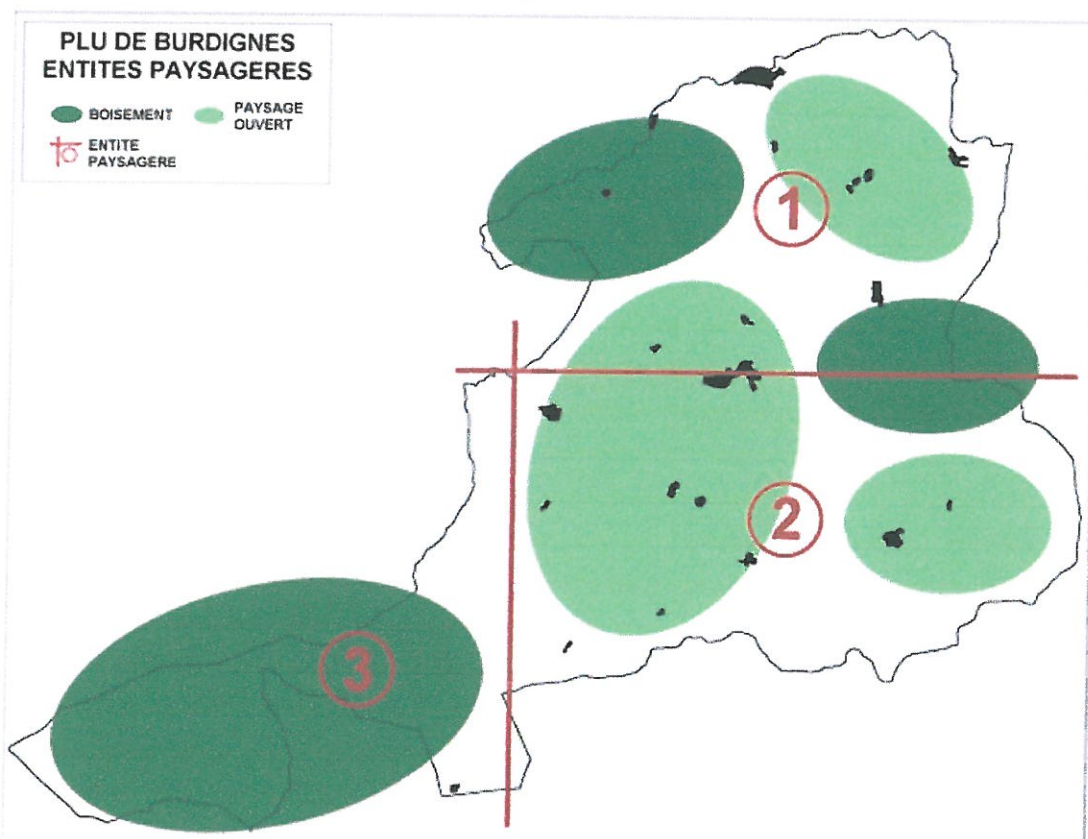 PLU DE BURDIGNES
ENTITES PAYSAGERES
BOISEMENT
PAYSAGE
OUVERT
ENTITE
PAYSAGERE
1
2
3